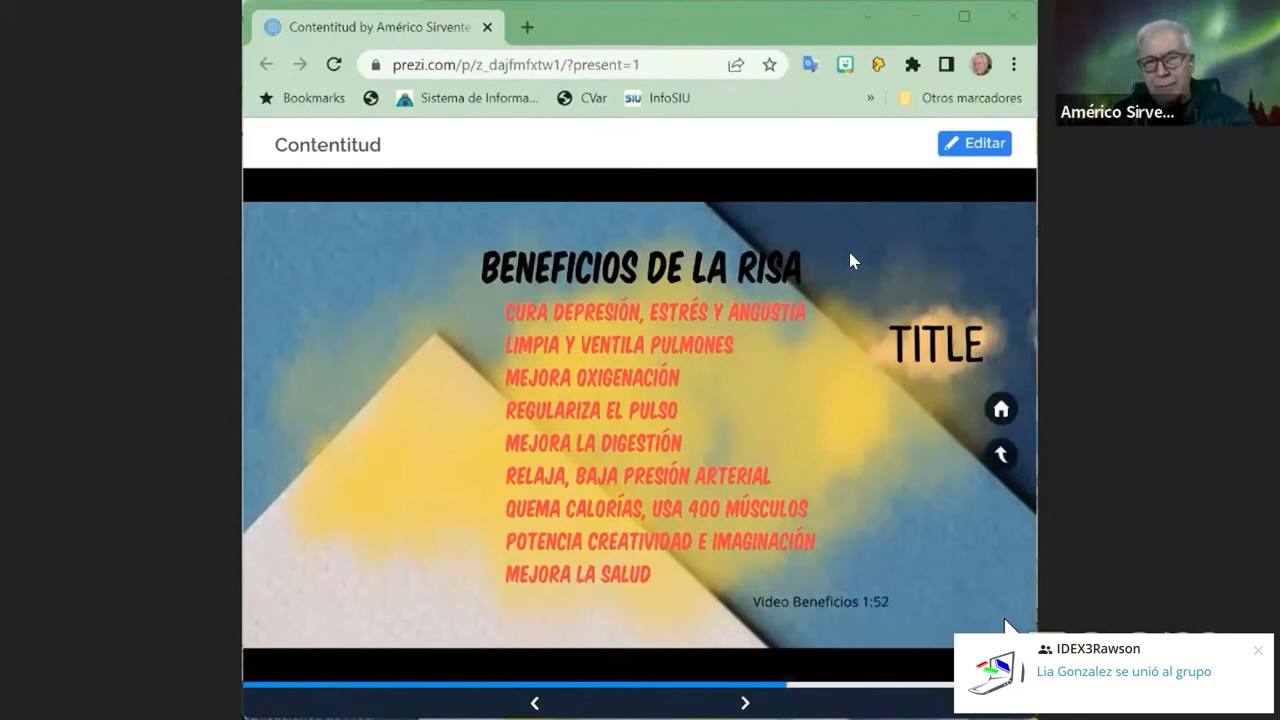 Contentitud by Américo Sirvente
prezi.com/p/z_dajfmfxtw1/?present=1
Bookmarks
Sistema de Informa...
CVar
SIU InfoSIU
»
Otros marcadores
Américo Sirve...
Contentitud
Editar
BENEFICIOS DE LA RISA
CURA DEPRESIÓN, ESTRÉS Y ANGUSTIA
LIMPIA Y VENTILA PULMONES
MEJORA OXIGENACIÓN
REGULARIZA EL PULSO
MEJORA LA DIGESTIÓN
RELAJA, BAJA PRESIÓN ARTERIAL
QUEMA CALORÍAS, USA 400 MÚSCULOS
POTENCIA CREATIVIDAD E IMAGINACIÓN
MEJORA LA SALUD
TITLE
Video Beneficios 1:52
IDEX3Rawson
Lia Gonzalez se unió al grupo